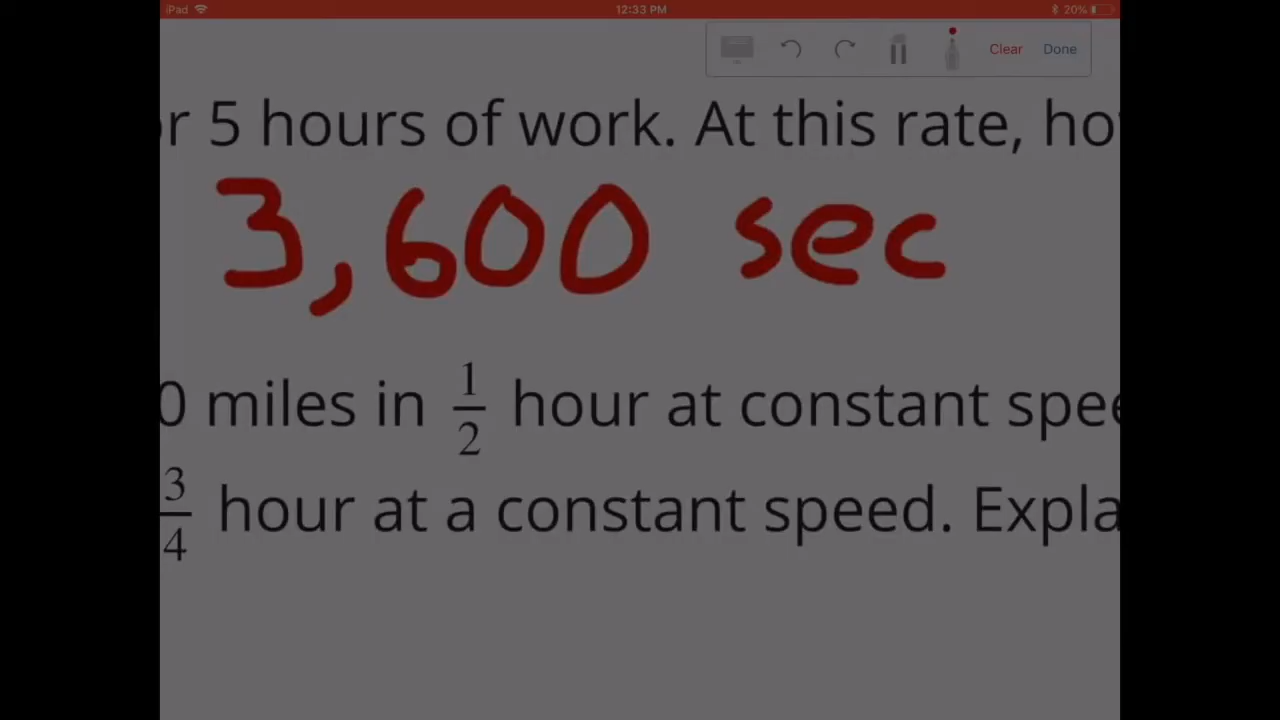 iPad 12:33 PM 20%
Clear Done
r 5 hours of work. At this rate, ho
3,600 sec
0 miles in 1/2 hour at constant spe
3/4 hour at a constant speed. Expla